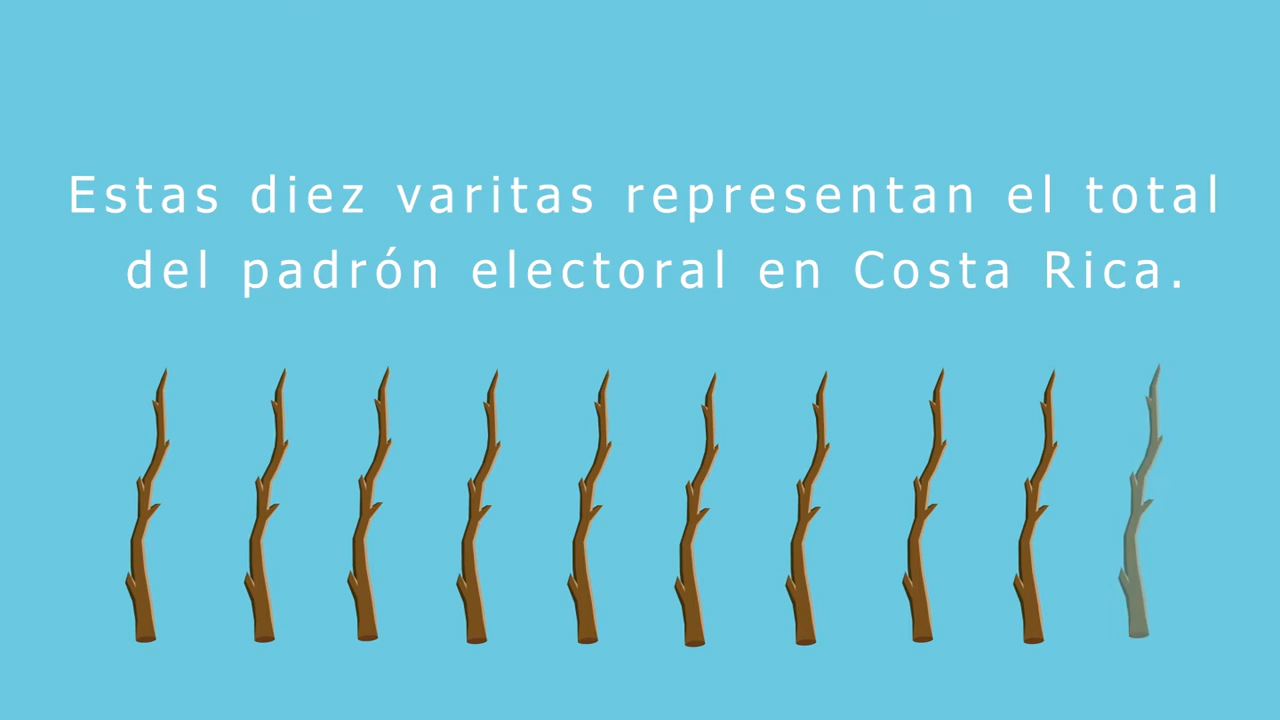 Estas diez varitas representan el total
del padrón electoral en Costa Rica.